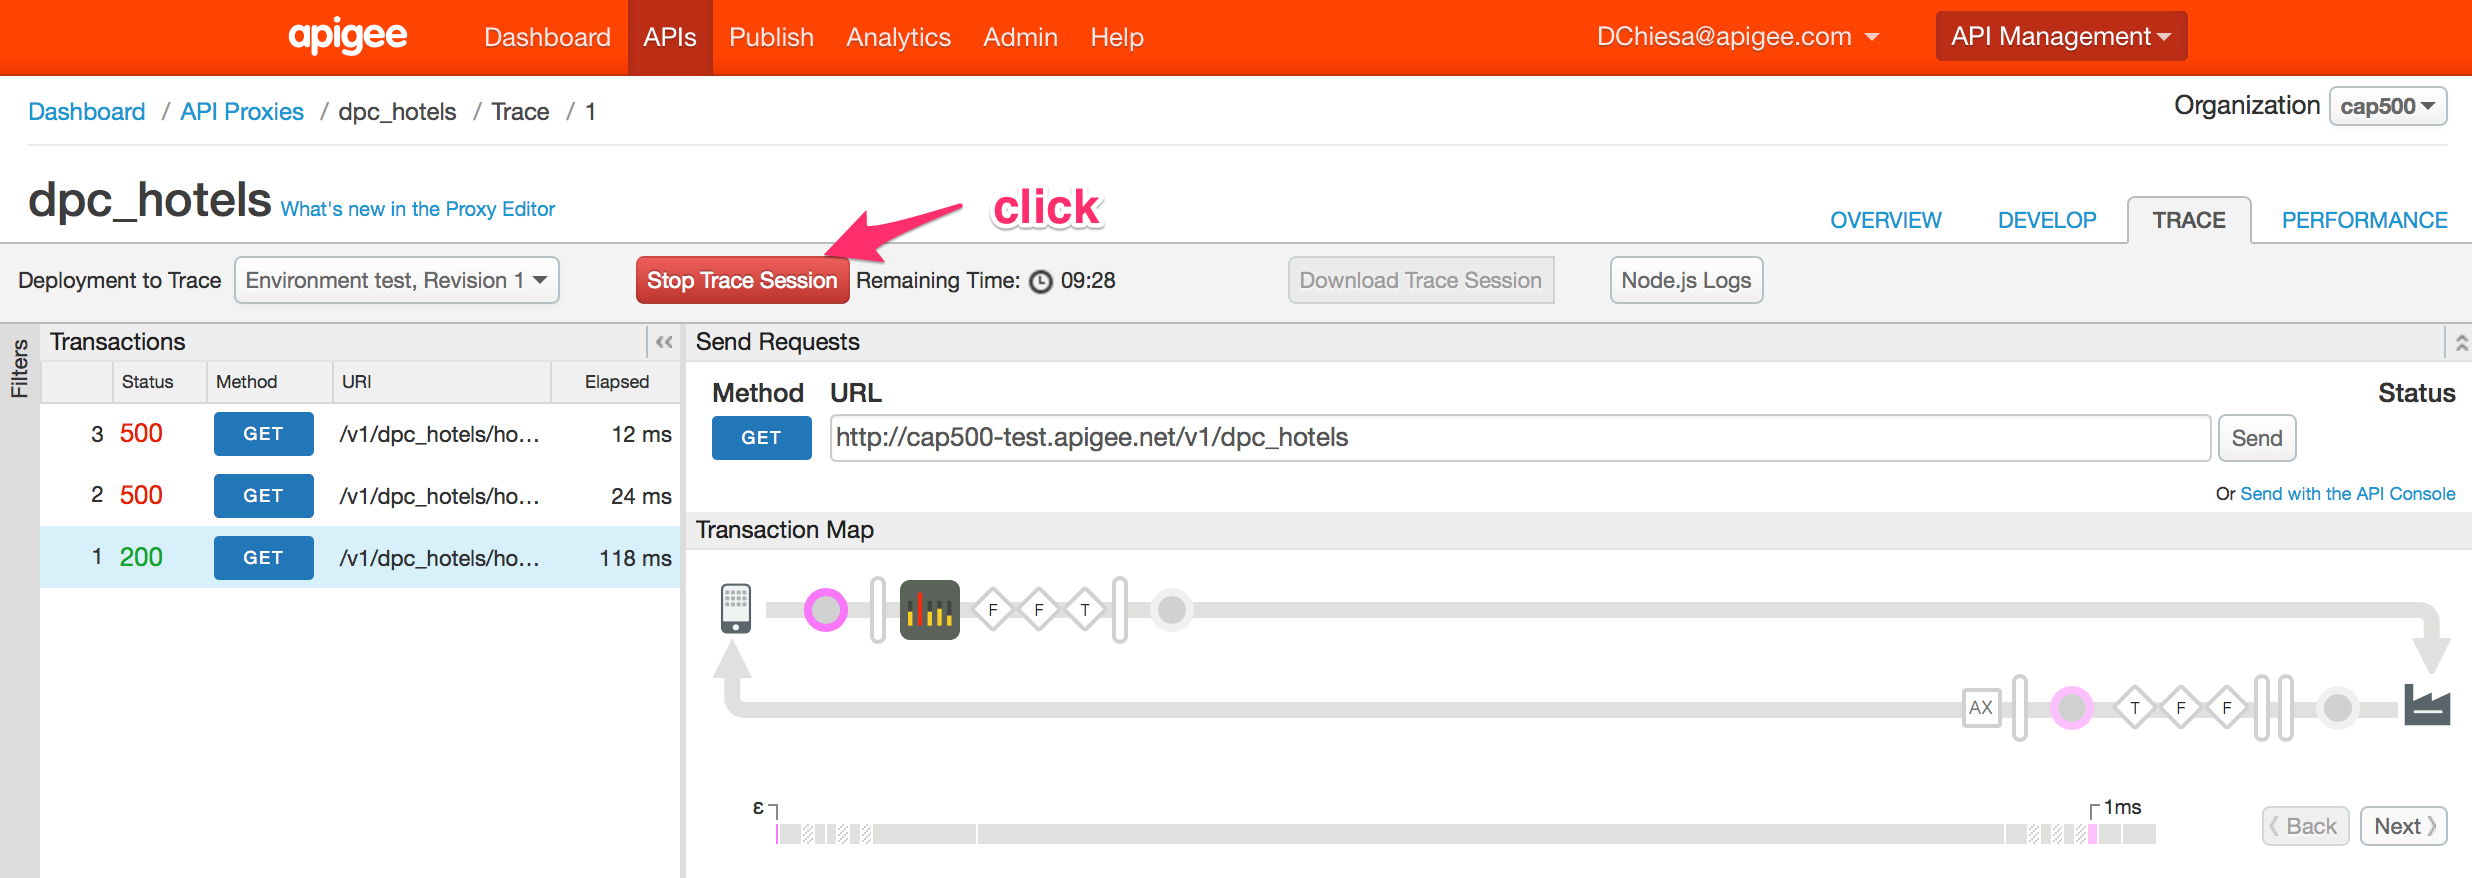 apigee Dashboard APIs Publish Analytics Admin Help DChiesa@apigee.com API Management
Dashboard / API Proxies / dpc_hotels / Trace / 1 Organization cap500
dpc_hotels What's new in the Proxy Editor click OVERVIEW DEVELOP TRACE PERFORMANCE
Deployment to Trace Environment test, Revision 1 Stop Trace Session Remaining Time: 09:28 Download Trace Session Node.js Logs
Filters
Transactions «
Status Method URI Elapsed
3 500 GET /v1/dpc_hotels/ho... 12 ms
2 500 GET /v1/dpc_hotels/ho... 24 ms
1 200 GET /v1/dpc_hotels/ho... 118 ms
Send Requests
Method URL Status
GET http://cap500-test.apigee.net/v1/dpc_hotels Send
Or Send with the API Console
Transaction Map
F F T
AX T F F
ε 1ms
Back Next